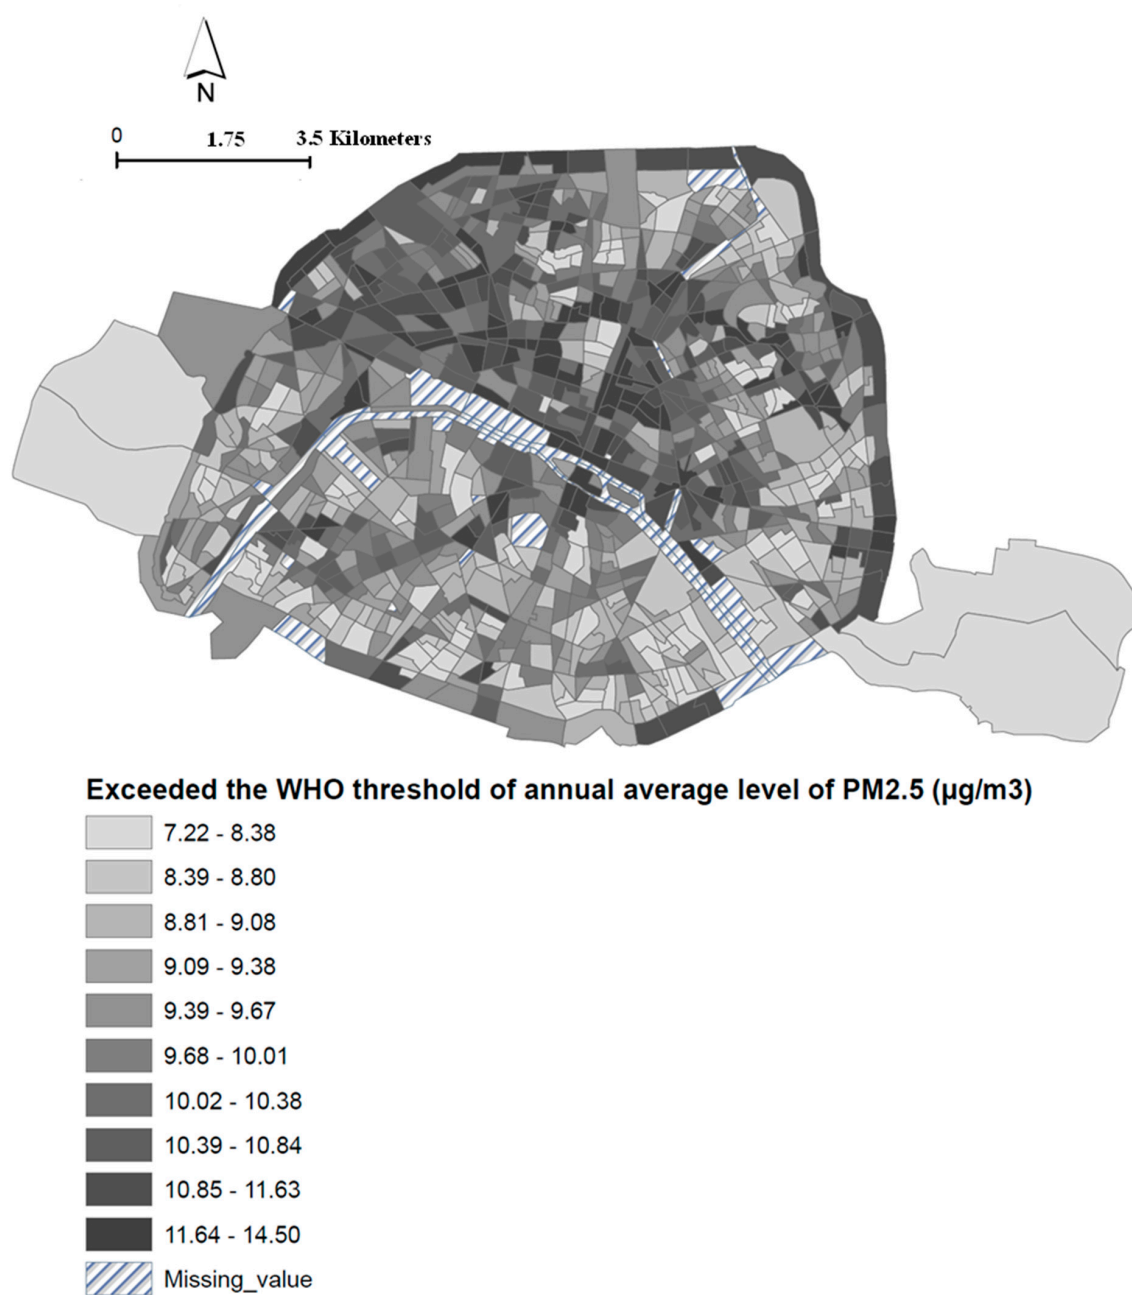 N
0 1.75 3.5 Kilometers
Exceeded the WHO threshold of annual average level of PM2.5 (µg/m3)
7.22 - 8.38
8.39 - 8.80
8.81 - 9.08
9.09 - 9.38
9.39 - 9.67
9.68 - 10.01
10.02 - 10.38
10.39 - 10.84
10.85 - 11.63
11.64 - 14.50
Missing_value